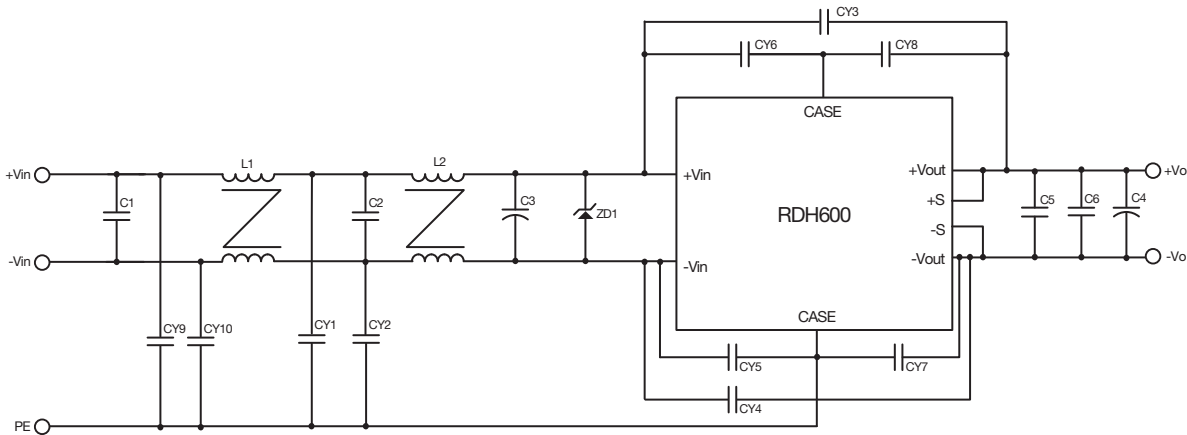 CY3
CY6
CY8
CASE
L1
L2
+Vin
+Vin
+Vout
+Vo
C1
C2
C3
ZD1
RDH600
+S
-S
C5
C6
C4
-Vin
-Vin
-Vout
-Vo
CASE
CY9
CY10
CY1
CY2
CY5
CY7
CY4
PE